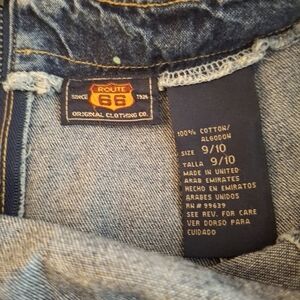 ROUTE
SINCE 66 1926
ORIGINAL CLOTHING CO.
100% COTTON/
ALGODON
SIZE 9/10
TALLA 9/10
MADE IN UNITED
ARAB EMIRATES
HECHO EN EMIRATOS
ARABES UNIDOS
RN# 99639
SEE REV. FOR CARE
VER DORSO PARA
CUIDADO